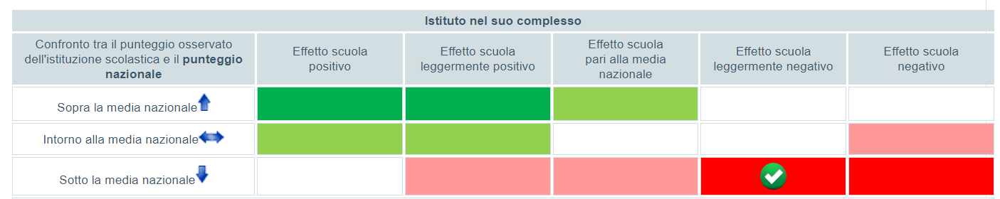 Istituto nel suo complesso
Confronto tra il punteggio osservato
dell'istituzione scolastica e il punteggio
nazionale
Effetto scuola
positivo
Effetto scuola
leggermente positivo
Effetto scuola
pari alla media
nazionale
Effetto scuola
leggermente negativo
Effetto scuola
negativo
Sopra la media nazionale
Intorno alla media nazionale
Sotto la media nazionale